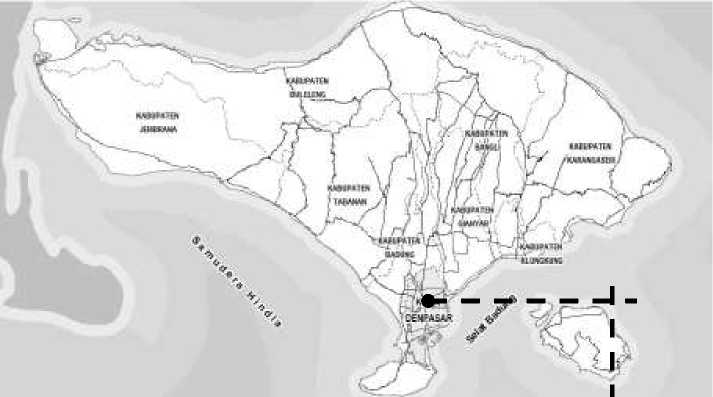 KABUPATEN
BULELENG
KABUPATEN
JEMBRANA
KABUPATEN
BANGLI
KABUPATEN
KARANGASEM
KABUPATEN
TABANAN
KABUPATEN
GIANYAR
KABUPATEN
BADUNG
KABUPATEN
KLUNGKUNG
Samudera Hindia
Selat Badung
DENPASAR